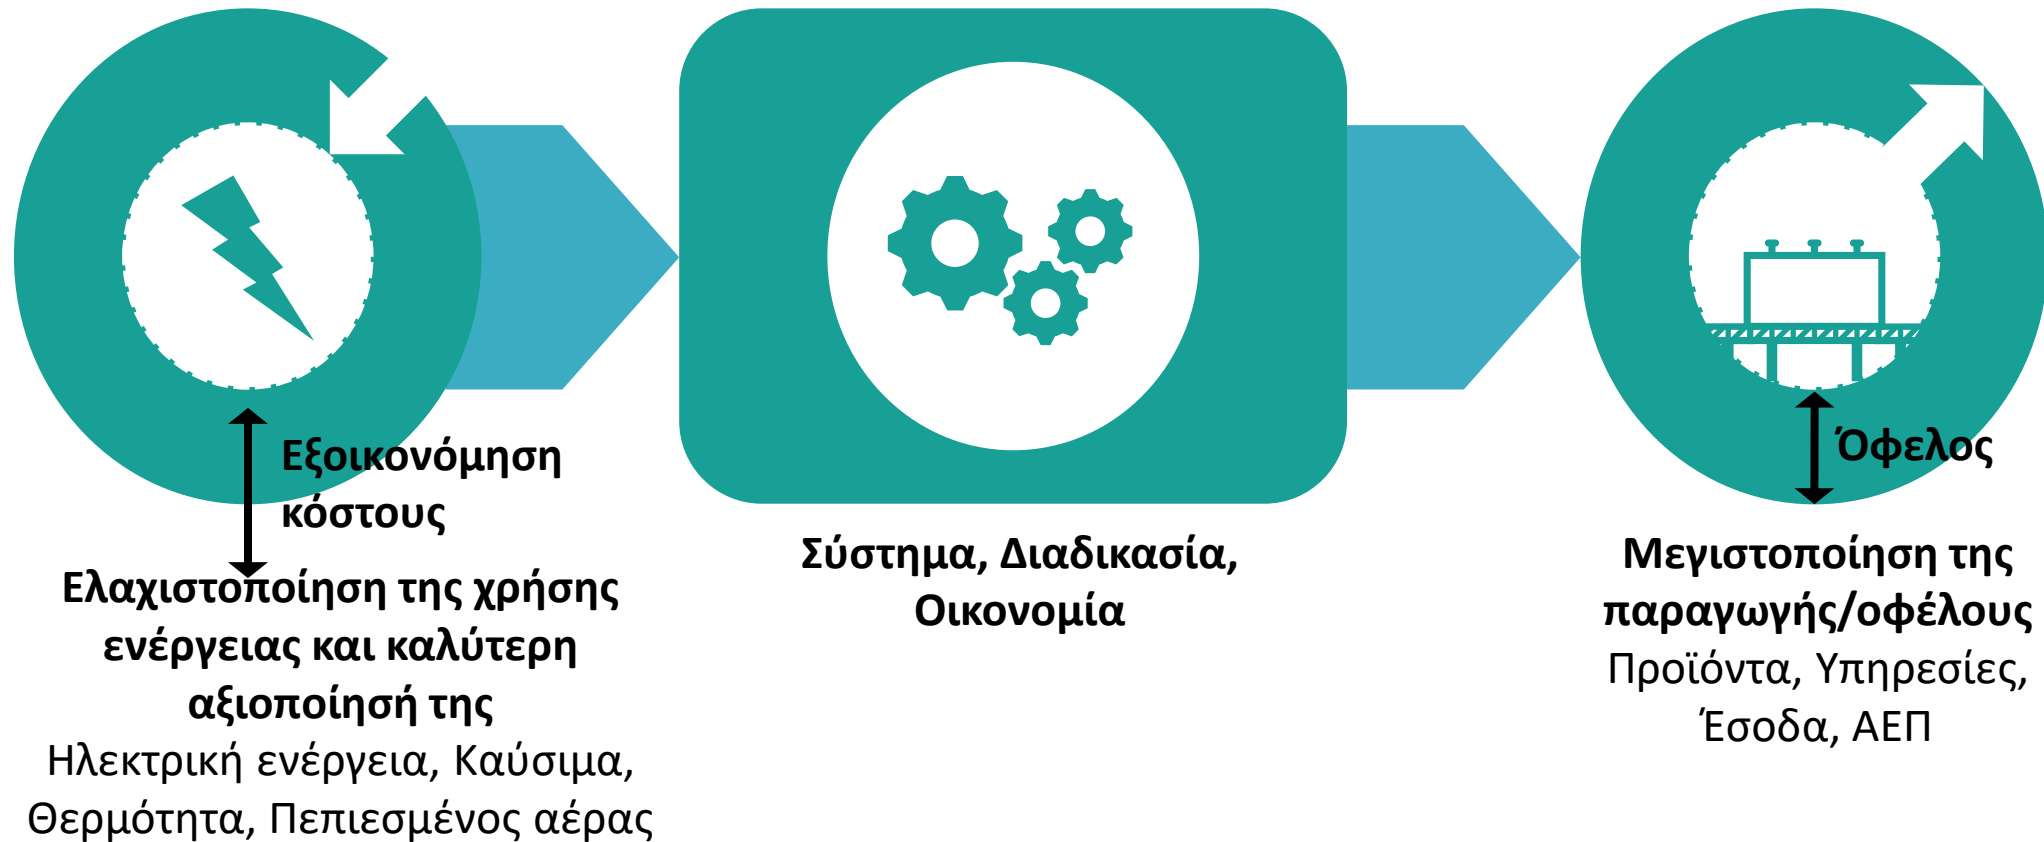 Εξοικονόμηση
κόστους
Ελαχιστοποίηση της χρήσης
ενέργειας και καλύτερη
αξιοποίησή της
Ηλεκτρική ενέργεια, Καύσιμα,
Θερμότητα, Πεπιεσμένος αέρας
Σύστημα, Διαδικασία,
Οικονομία
Όφελος
Μεγιστοποίηση της
παραγωγής/οφέλους
Προϊόντα, Υπηρεσίες,
Έσοδα, ΑΕΠ